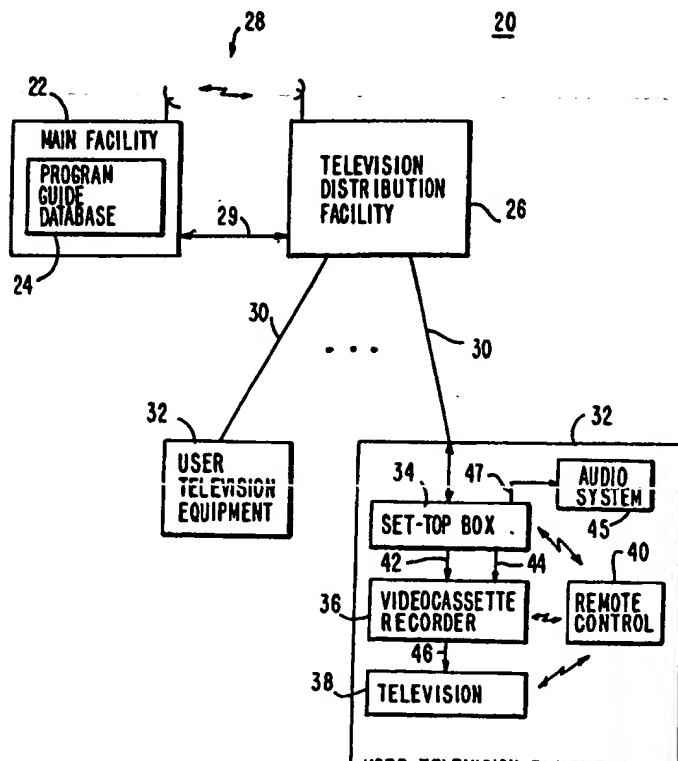 28
20
22
MAIN FACILITY
PROGRAM
GUIDE
DATABASE
24
29
TELEVISION
DISTRIBUTION
FACILITY
26
30
30
32
USER
TELEVISION
EQUIPMENT
32
34
47
AUDIO
SYSTEM
45
SET-TOP BOX
42
44
40
36
VIDEOCASSETTE
RECORDER
REMOTE
CONTROL
46
38
TELEVISION